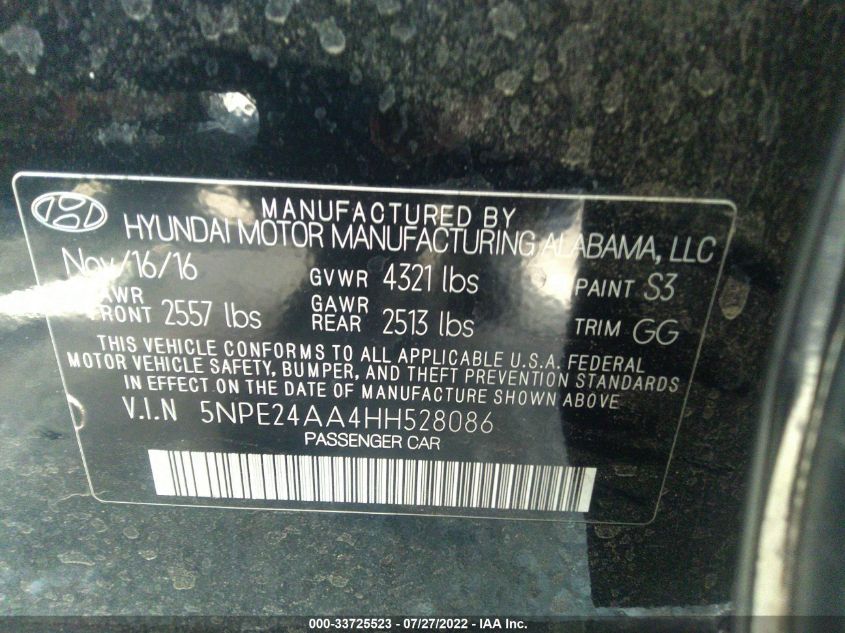 MANUFACTURED BY
HYUNDAI MOTOR MANUFACTURING ALABAMA, LLC
Nov/16/16 GVWR 4321 lbs PAINT S3
GAWR FRONT 2557 lbs GAWR REAR 2513 lbs TRIM GG
THIS VEHICLE CONFORMS TO ALL APPLICABLE U.S.A. FEDERAL
MOTOR VEHICLE SAFETY, BUMPER, AND THEFT PREVENTION STANDARDS
IN EFFECT ON THE DATE OF MANUFACTURE SHOWN ABOVE
V.I.N 5NPE24AA4HH528086
PASSENGER CAR
000-33725523 / 07/27/2022 - IAA Inc.